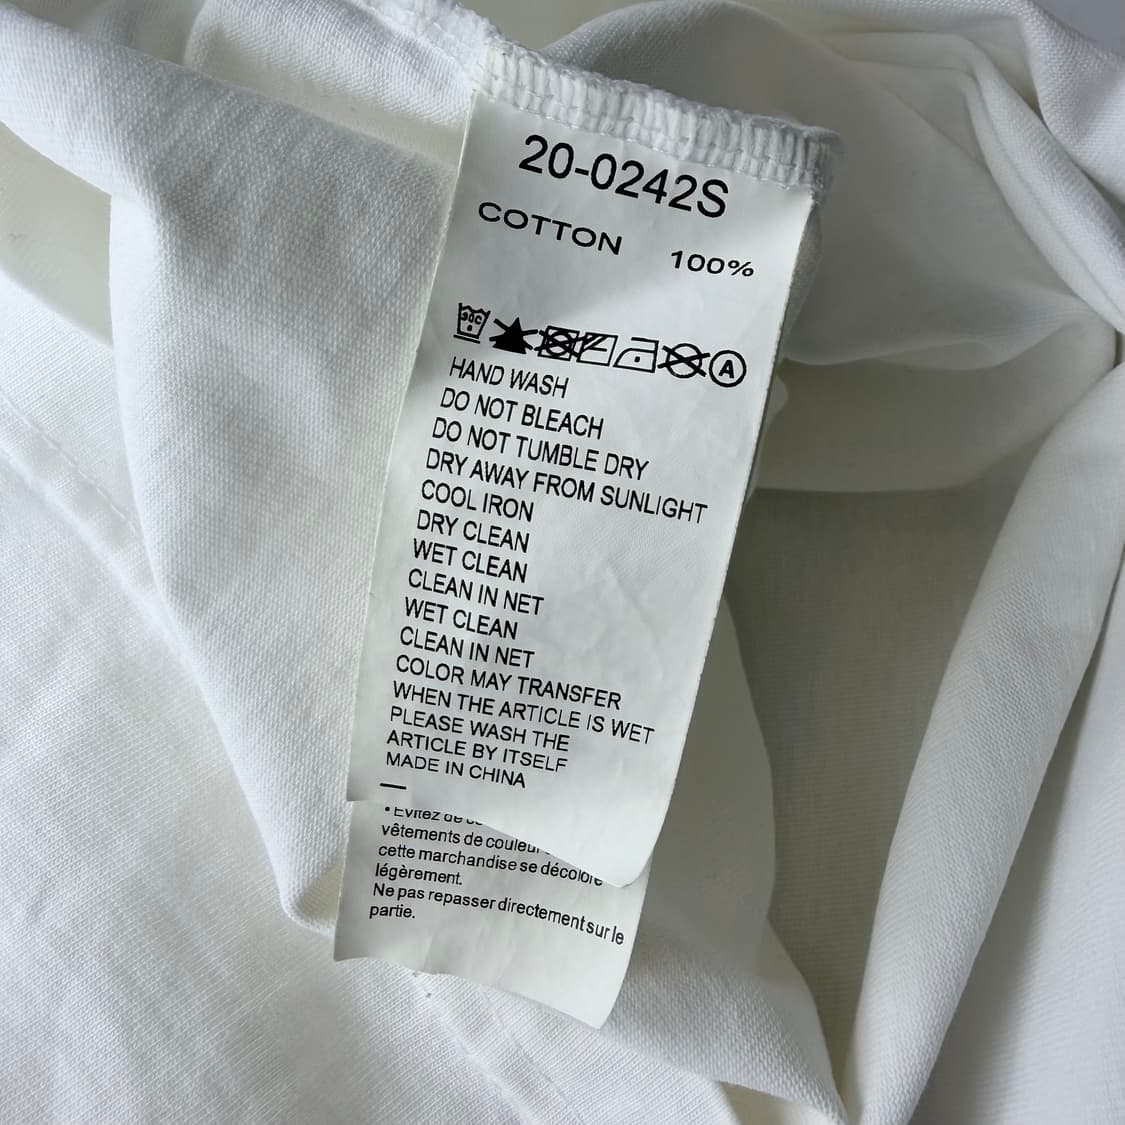 20-0242S
COTTON 100%
30C A
HAND WASH
DO NOT BLEACH
DO NOT TUMBLE DRY
DRY AWAY FROM SUNLIGHT
COOL IRON
DRY CLEAN
WET CLEAN
CLEAN IN NET
WET CLEAN
CLEAN IN NET
COLOR MAY TRANSFER
WHEN THE ARTICLE IS WET
PLEASE WASH THE
ARTICLE BY ITSELF
MADE IN CHINA
—
• Evitez de
vêtements de couleur
cette marchandise se décolore
légèrement.
Ne pas repasser directement sur le
partie.